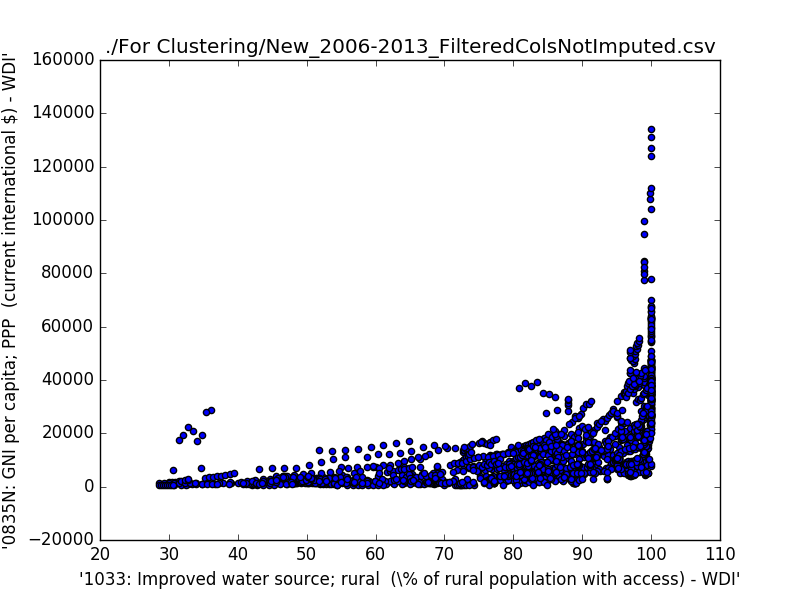 ./For Clustering/New_2006-2013_FilteredColsNotImputed.csv
160000
140000
120000
100000
80000
60000
40000
20000
0
−20000
20 30 40 50 60 70 80 90 100 110
'0835N: GNI per capita; PPP  (current international $) - WDI'
'1033: Improved water source; rural  (\% of rural population with access) - WDI'